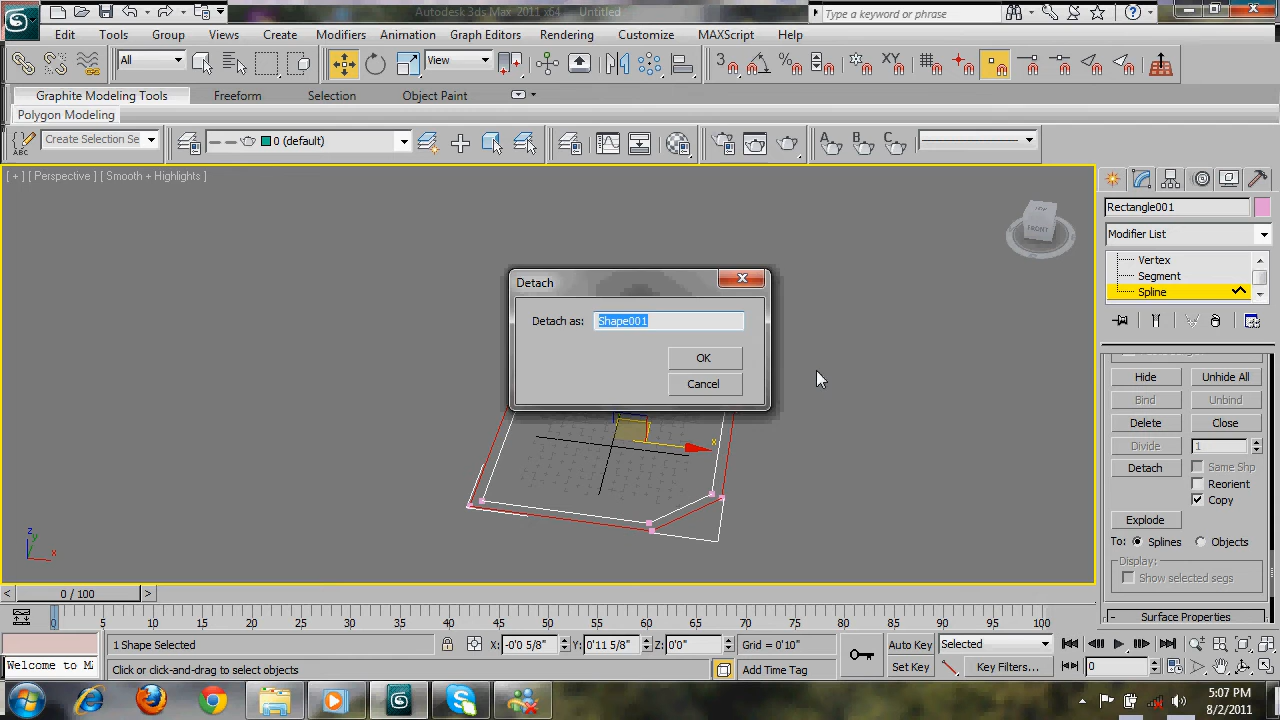 Autodesk 3ds Max 2011 x64    Untitled
Type a keyword or phrase
Edit Tools Group Views Create Modifiers Animation Graph Editors Rendering Customize MAXScript Help
All View 3 % XY
Graphite Modeling Tools Freeform Selection Object Paint
Polygon Modeling
ABC Create Selection Se 0 (default) A B C
[ + ] [ Perspective ] [ Smooth + Highlights ]
TOP
FRONT
Rectangle001
Modifier List
Vertex
Segment
Spline
Detach
Detach as: Shape001
OK
Cancel
Hide Unhide All
Bind Unbind
Delete Close
Divide 1
Detach Same Shp
Reorient
Copy
Explode
To: Splines Objects
Display:
Show selected segs
- Surface Properties
x
z
y
x
< 0 / 100 >
0 5 10 15 20 25 30 35 40 45 50 55 60 65 70 75 80 85 90 95 100
1 Shape Selected X: -0'0 5/8" Y: 0'11 5/8" Z: 0'0" Grid = 0'10" Auto Key Selected
Welcome to M Click or click-and-drag to select objects Add Time Tag Set Key Key Filters... 0
5:07 PM
8/2/2011